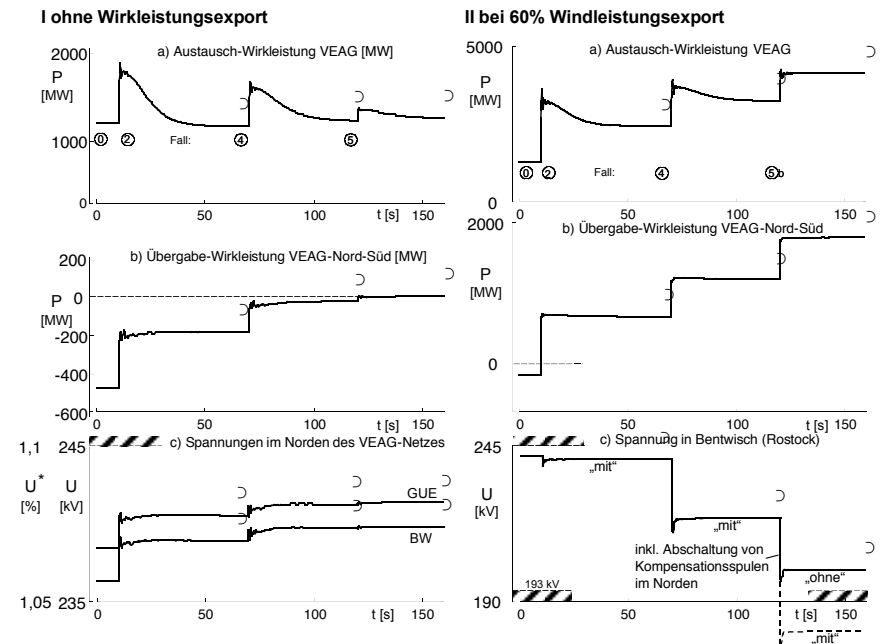 I ohne Wirkleistungsexport
a) Austausch-Wirkleistung VEAG [MW]
2000
P
[MW]
1000
0 2 Fall: 4 5
0
0 50 100 t [s] 150
b) Übergabe-Wirkleistung VEAG-Nord-Süd [MW]
200
P 0
[MW]
-200
-400
-600
0 50 100 t [s] 150
c) Spannungen im Norden des VEAG-Netzes
1,1 245
U* U
[%] [kV]
GUE
BW
1,05 235
0 50 100 t [s] 150
II bei 60% Windleistungsexport
a) Austausch-Wirkleistung VEAG
5000
P
[MW]
0 2 Fall: 4 5b
0
0 50 100 t [s] 150
b) Übergabe-Wirkleistung VEAG-Nord-Süd
2000
P
[MW]
0
0 50 100 t [s] 150
c) Spannung in Bentwisch (Rostock)
245
„mit“
U
[kV]
„mit“
inkl. Abschaltung von
Kompensationsspulen
im Norden
„ohne“
193 kV
190
0 50 100 t [s] 150
„mit“